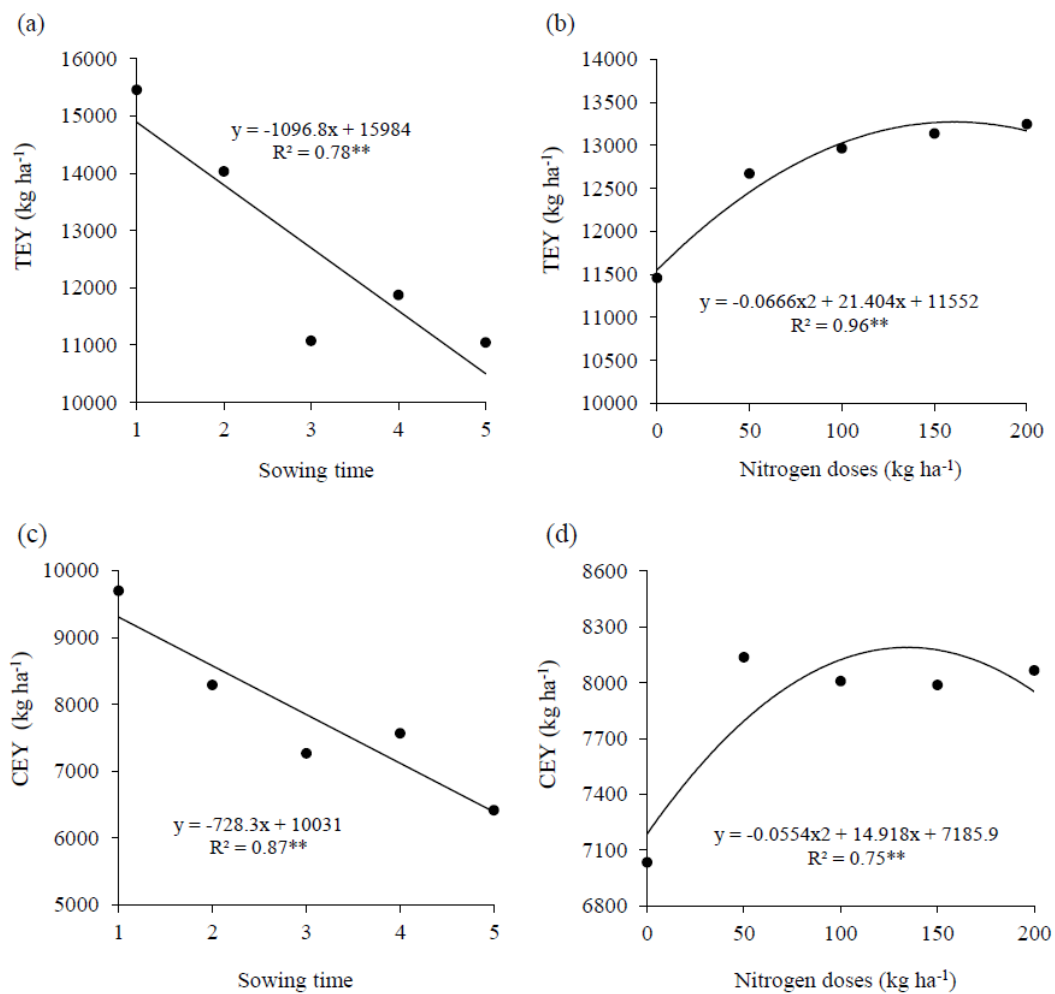 (a)
16000
15000
14000
13000
12000
11000
10000
TEY (kg ha-1)
y = -1096.8x + 15984
R² = 0.78**
1 2 3 4 5
Sowing time
(b)
14000
13500
13000
12500
12000
11500
11000
10500
10000
TEY (kg ha-1)
y = -0.0666x2 + 21.404x + 11552
R² = 0.96**
0 50 100 150 200
Nitrogen doses (kg ha-1)
(c)
10000
9000
8000
7000
6000
5000
CEY (kg ha-1)
y = -728.3x + 10031
R² = 0.87**
1 2 3 4 5
Sowing time
(d)
8600
8300
8000
7700
7400
7100
6800
CEY (kg ha-1)
y = -0.0554x2 + 14.918x + 7185.9
R² = 0.75**
0 50 100 150 200
Nitrogen doses (kg ha-1)